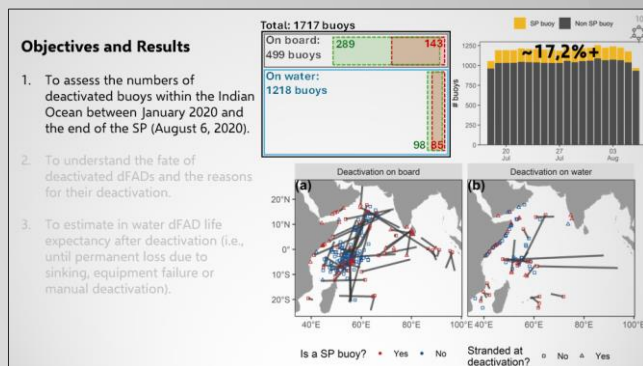 Objectives and Results
1. To assess the numbers of
deactivated buoys within the Indian
Ocean between January 2020 and
the end of the SP (August 6, 2020).
2. To understand the fate of
deactivated dFADs and the reasons
for their deactivation.
3. To estimate in water dFAD life
expectancy after deactivation (i.e.,
until permanent loss due to
sinking, equipment failure or
manual deactivation).
Total: 1717 buoys
On board:
499 buoys
289
143
On water:
1218 buoys
98
85
SP buoy
Non SP buoy
10
~17,2%+
# buoys
1250
1000
750
500
250
0
20
Jul
27
Jul
03
Aug
Deactivation on board
(a)
20°N
10°N
0°
10°S
20°S
40°E
60°E
80°E
100°E
Deactivation on water
(b)
40°E
60°E
80°E
100°E
Is a SP buoy?
Yes
No
Stranded at
deactivation?
No
Yes